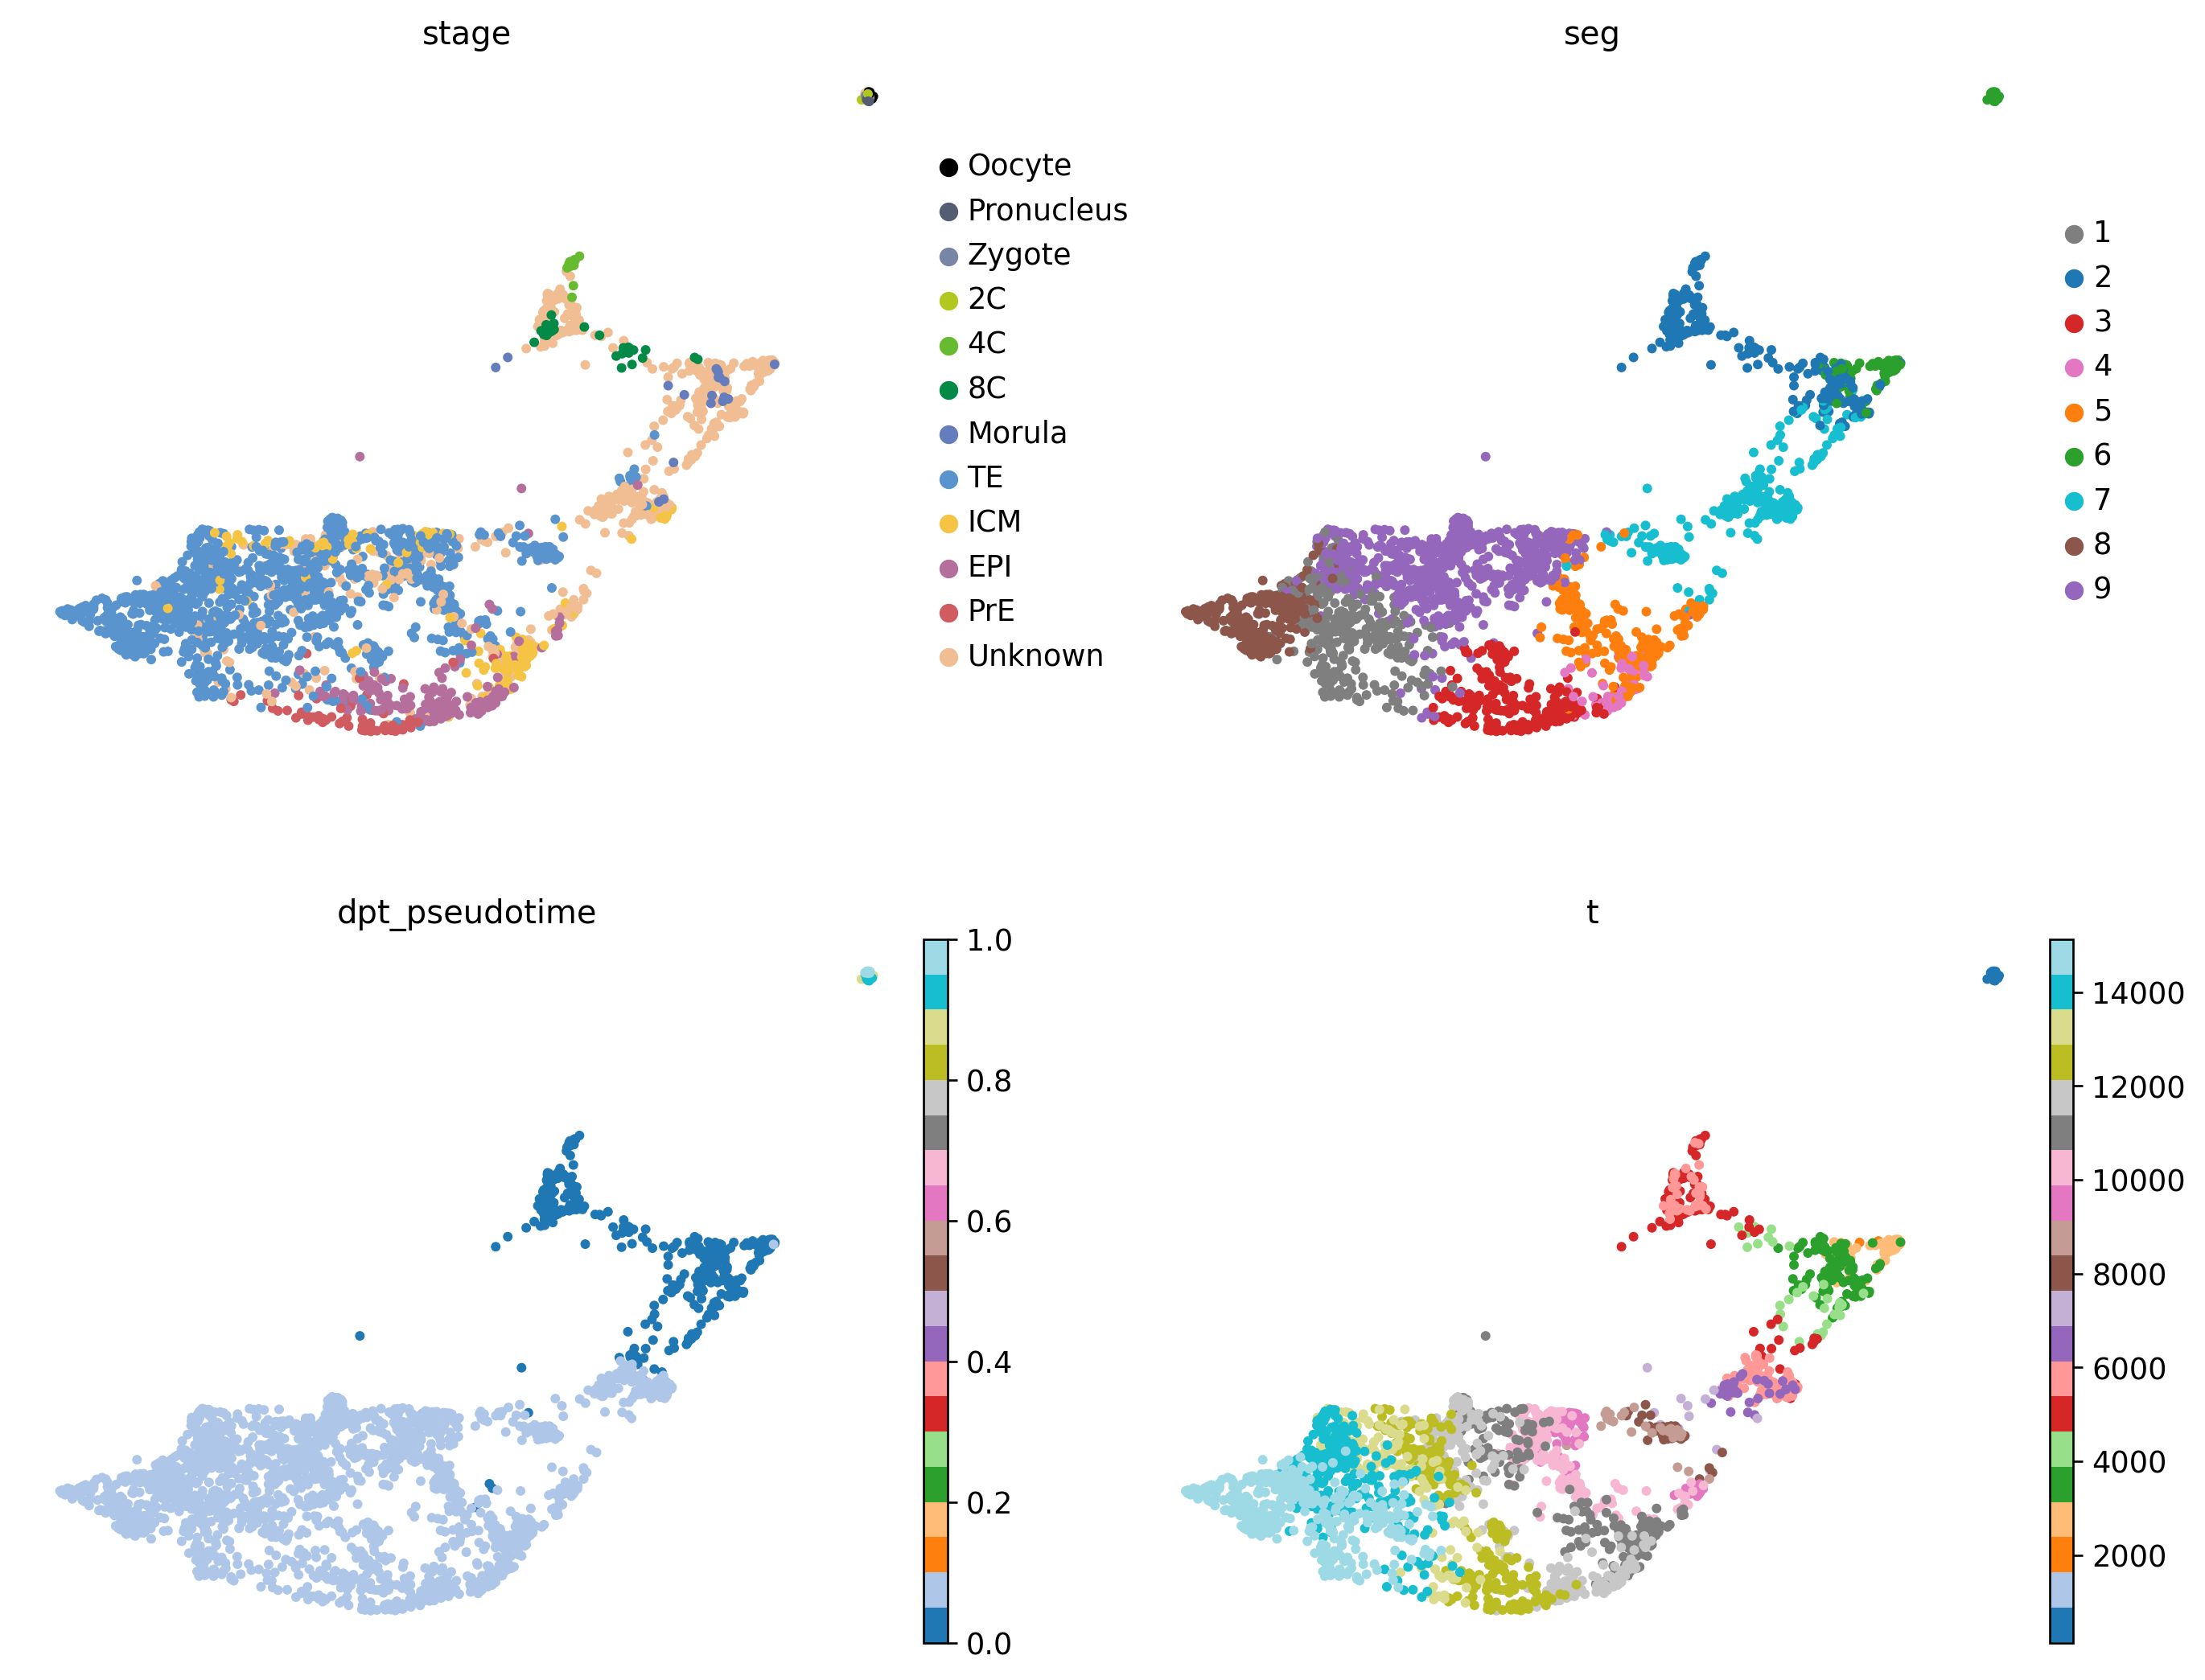 stage
Oocyte
Pronucleus
Zygote
2C
4C
8C
Morula
TE
ICM
EPI
PrE
Unknown
seg
1
2
3
4
5
6
7
8
9
dpt_pseudotime
1.0
0.8
0.6
0.4
0.2
0.0
t
14000
12000
10000
8000
6000
4000
2000